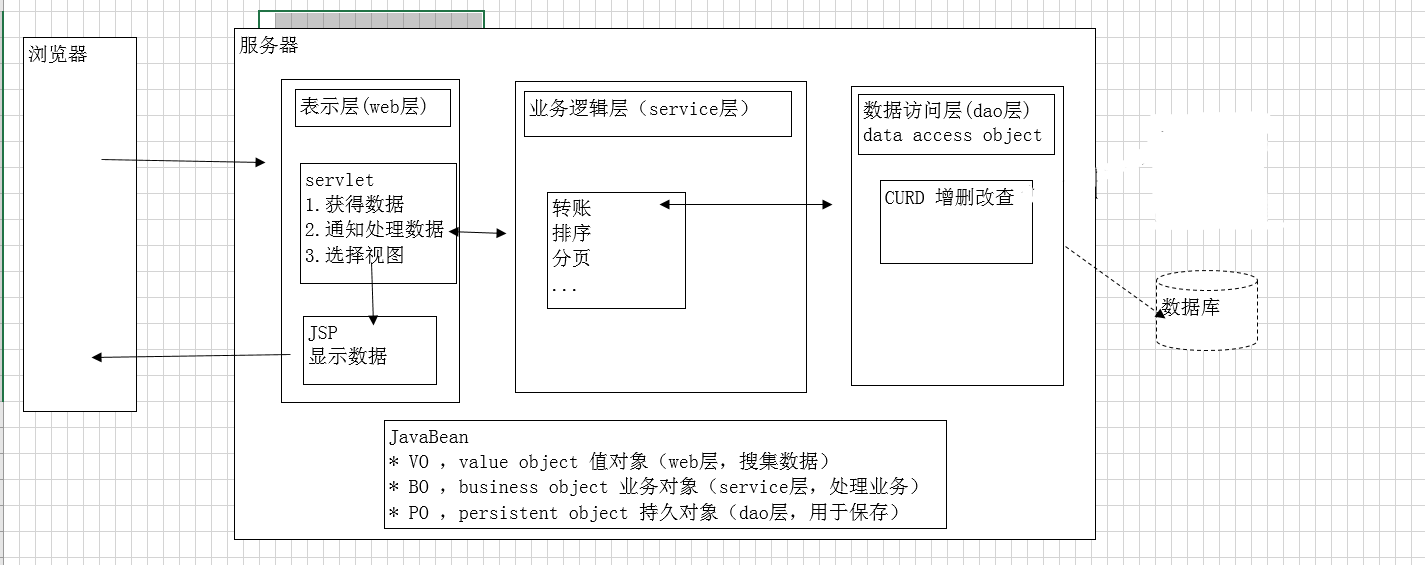 浏览器
服务器
表示层(web层)
servlet
1.获得数据
2.通知处理数据
3.选择视图
JSP
显示数据
业务逻辑层（service层）
转账
排序
分页
...
数据访问层(dao层)
data access object
CURD 增删改查
数据库
JavaBean
* VO ，value object 值对象（web层，搜集数据）
* BO ，business object 业务对象（service层，处理业务）
* PO ，persistent object 持久对象（dao层，用于保存）